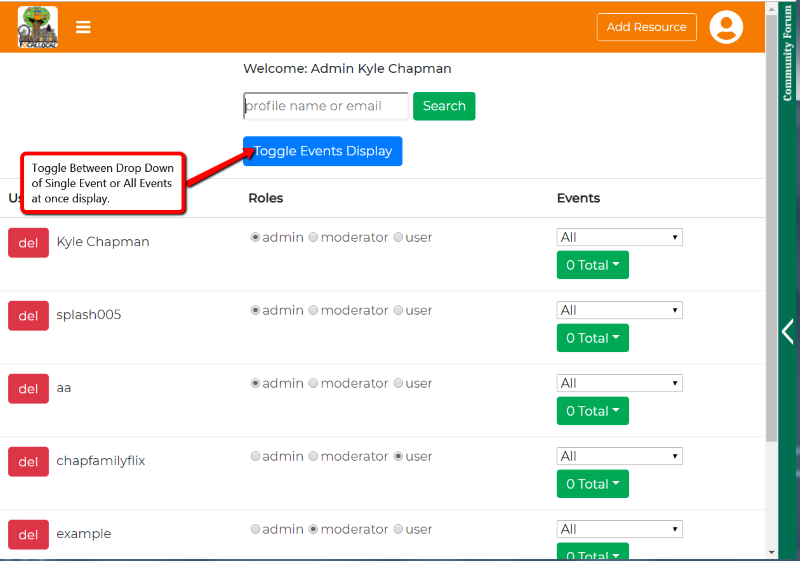 Add Resource
Community Forum
Welcome: Admin Kyle Chapman
profile name or email
Search
Toggle Events Display
Toggle Between Drop Down
of Single Event or All Events
at once display.
Roles
Events
del
Kyle Chapman
admin moderator user
All
0 Total
del
splash005
admin moderator user
All
0 Total
del
aa
admin moderator user
All
0 Total
del
chapfamilyflix
admin moderator user
All
0 Total
del
example
admin moderator user
All
0 Total